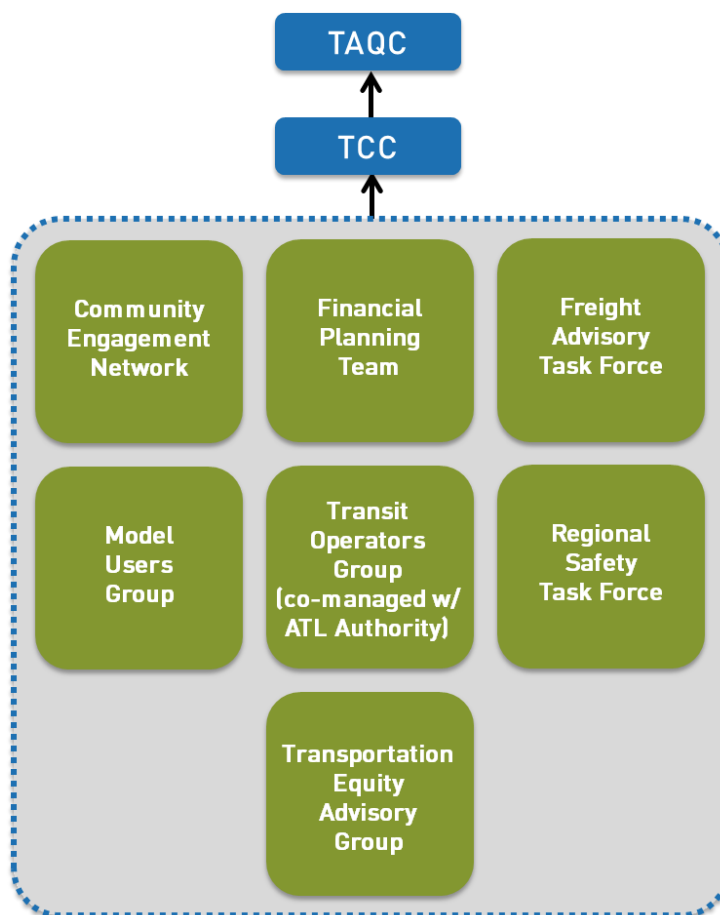 TAQC
TCC
Community
Engagement
Network
Financial
Planning
Team
Freight
Advisory
Task Force
Model
Users
Group
Transit
Operators
Group
(co-managed w/
ATL Authority)
Regional
Safety
Task Force
Transportation
Equity
Advisory
Group